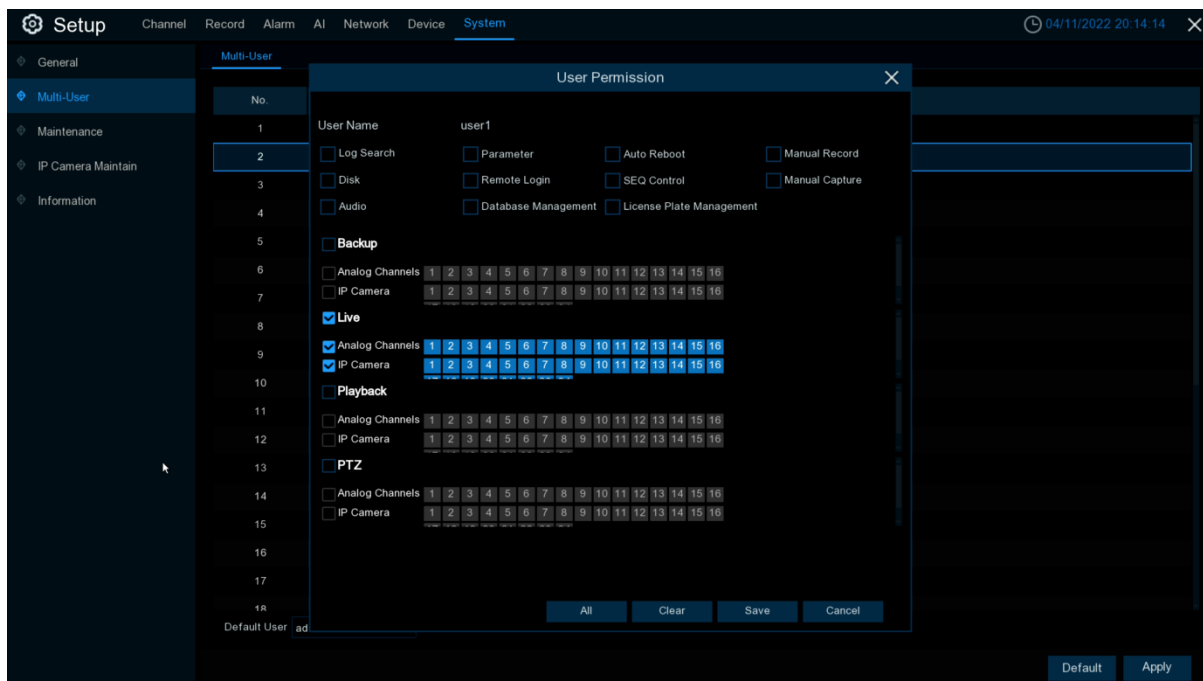 Setup Channel Record Alarm AI Network Device System 04/11/2022 20:14:14
General
Multi-User
Maintenance
IP Camera Maintain
Information
Multi-User
No.
1
2
3
4
5
6
7
8
9
10
11
12
13
14
15
16
17
18
Default User ad
User Permission
User Name user1
Log Search Parameter Auto Reboot Manual Record
Disk Remote Login SEQ Control Manual Capture
Audio Database Management License Plate Management
Backup
Analog Channels 1 2 3 4 5 6 7 8 9 10 11 12 13 14 15 16
IP Camera 1 2 3 4 5 6 7 8 9 10 11 12 13 14 15 16
Live
Analog Channels 1 2 3 4 5 6 7 8 9 10 11 12 13 14 15 16
IP Camera 1 2 3 4 5 6 7 8 9 10 11 12 13 14 15 16
Playback
Analog Channels 1 2 3 4 5 6 7 8 9 10 11 12 13 14 15 16
IP Camera 1 2 3 4 5 6 7 8 9 10 11 12 13 14 15 16
PTZ
Analog Channels 1 2 3 4 5 6 7 8 9 10 11 12 13 14 15 16
IP Camera 1 2 3 4 5 6 7 8 9 10 11 12 13 14 15 16
All Clear Save Cancel
Default Apply